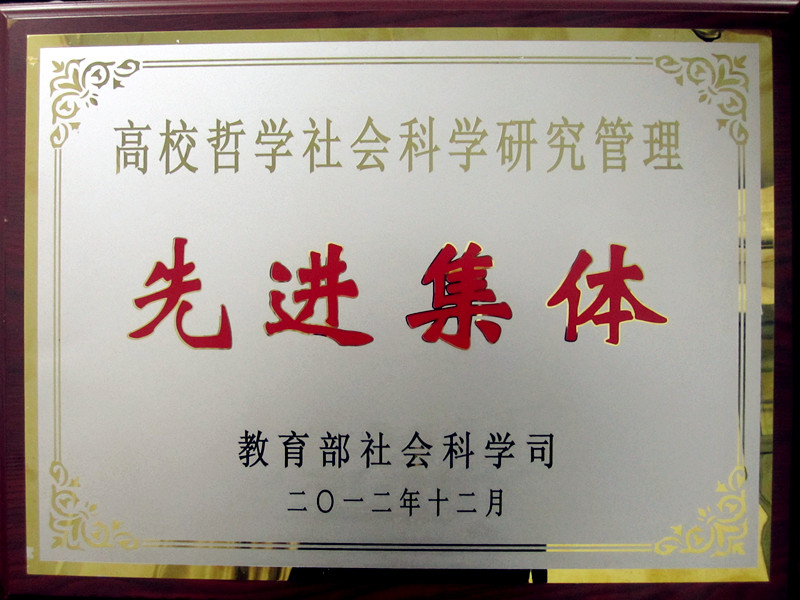 高校哲学社会科学研究管理
先进集体
教育部社会科学司
二〇一二年十二月